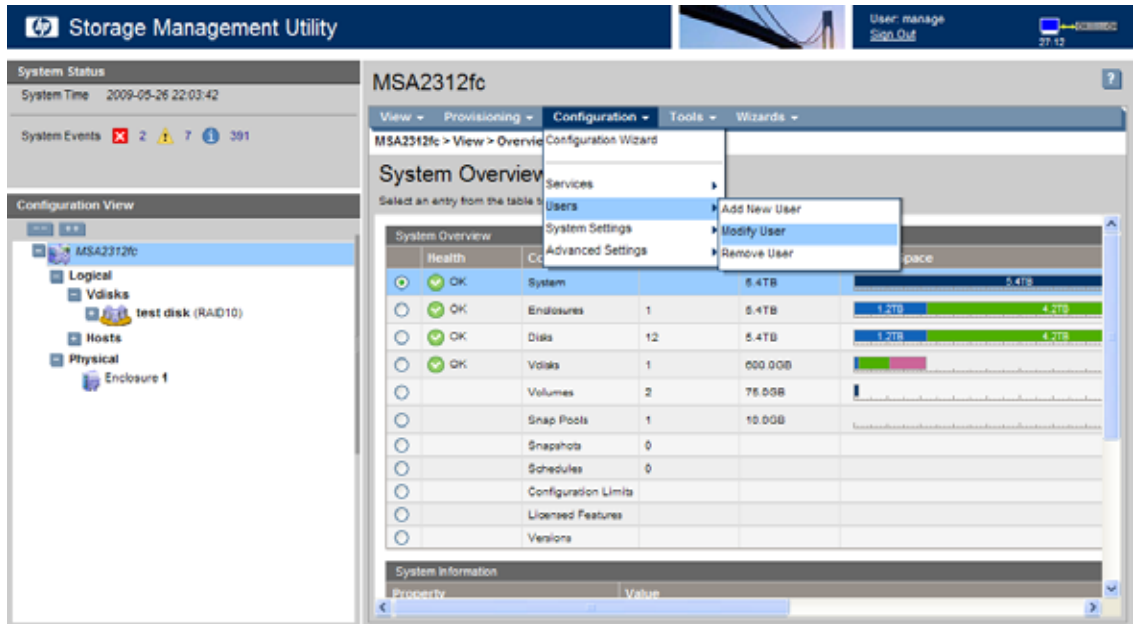 hp Storage Management Utility
User: manage
Sign Out
27:12
System Status
System Time 2009-05-26 22:03:42
System Events 2 7 391
Configuration View
MSA2312fc
Logical
Vdisks
test disk (RAID10)
Hosts
Physical
Enclosure 1
MSA2312fc
?
View Provisioning Configuration Tools Wizards
MSA2312fc > View > Overvie
Configuration Wizard
Services
Users
System Settings
Advanced Settings
Add New User
Modify User
Remove User
System Overview
Select an entry from the table t
System Overview
Health Co pace
OK System 5.4TB 5.4TB
OK Enclosures 1 5.4TB 1.2TB 4.2TB
OK Disks 12 5.4TB 1.2TB 4.2TB
OK Vdisks 1 600.0GB
Volumes 2
Snap Pools 1 10.0GB
Snapshots 0
Schedules 0
Configuration Limits
Licensed Features
Versions
System Information
Property Value